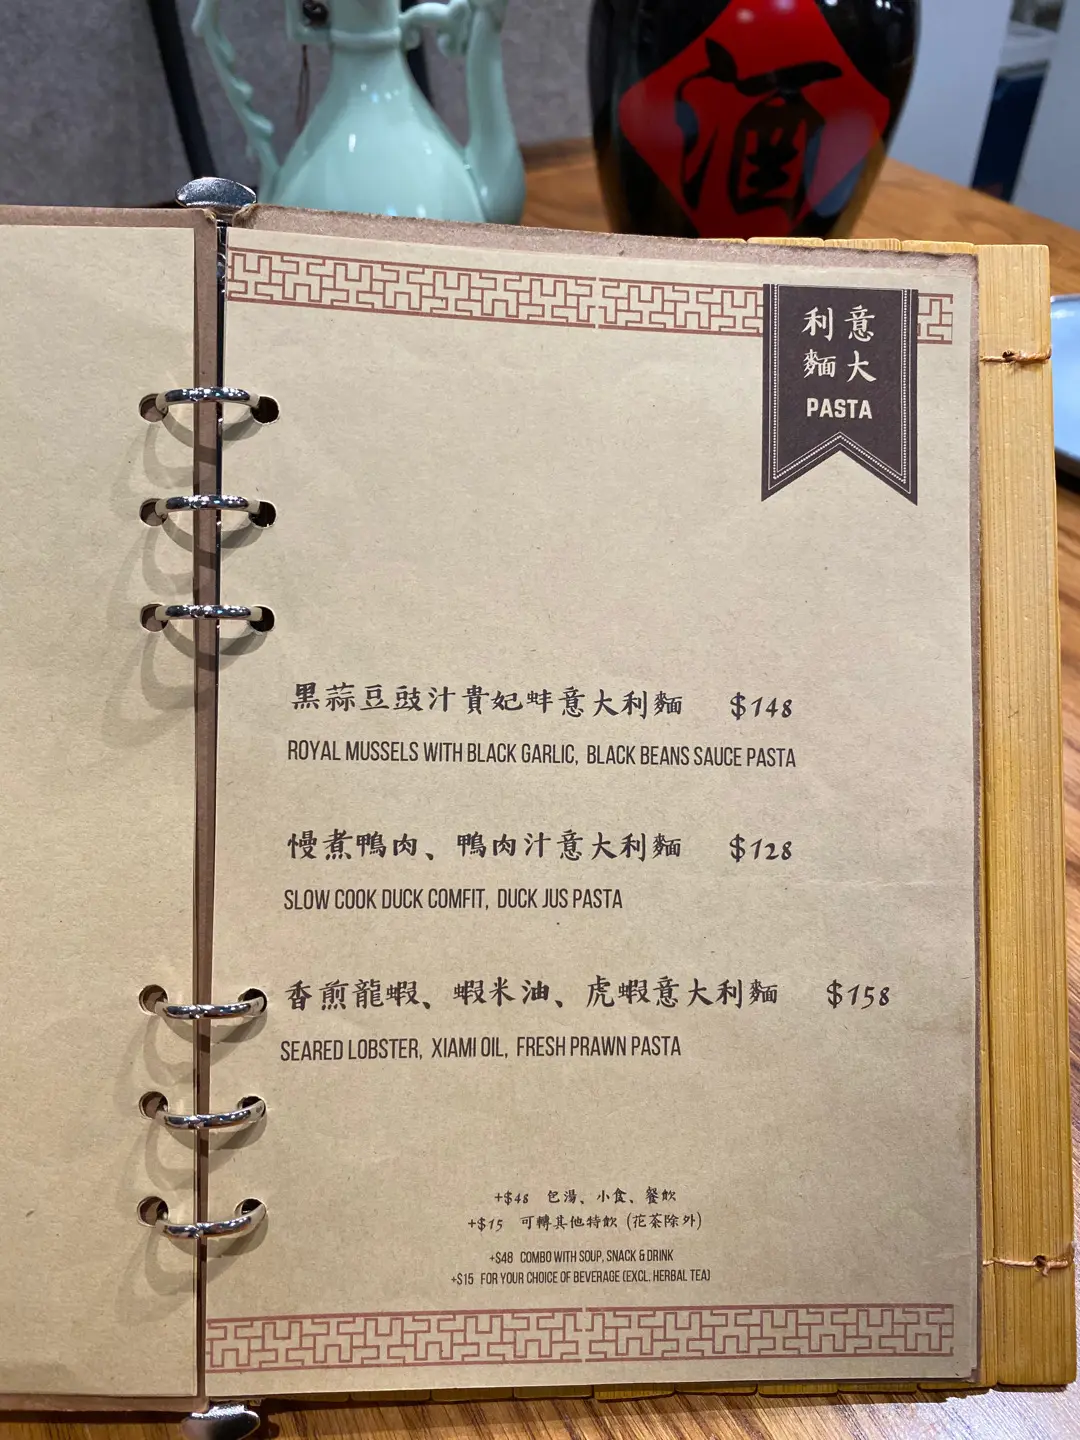 酒
意大
利麵
PASTA
黑蒜豆豉汁貴妃蚌意大利麵 $148
ROYAL MUSSELS WITH BLACK GARLIC, BLACK BEANS SAUCE PASTA
慢煮鴨肉、鴨肉汁意大利麵 $128
SLOW COOK DUCK COMFIT, DUCK JUS PASTA
香煎龍蝦、蝦米油、虎蝦意大利麵 $158
SEARED LOBSTER, XIAMI OIL, FRESH PRAWN PASTA
+$48 包湯、小食、餐飲
+$15 可轉其他特飲 (花茶除外)
+$48 COMBO WITH SOUP, SNACK & DRINK
+$15 FOR YOUR CHOICE OF BEVERAGE (EXCL. HERBAL TEA)